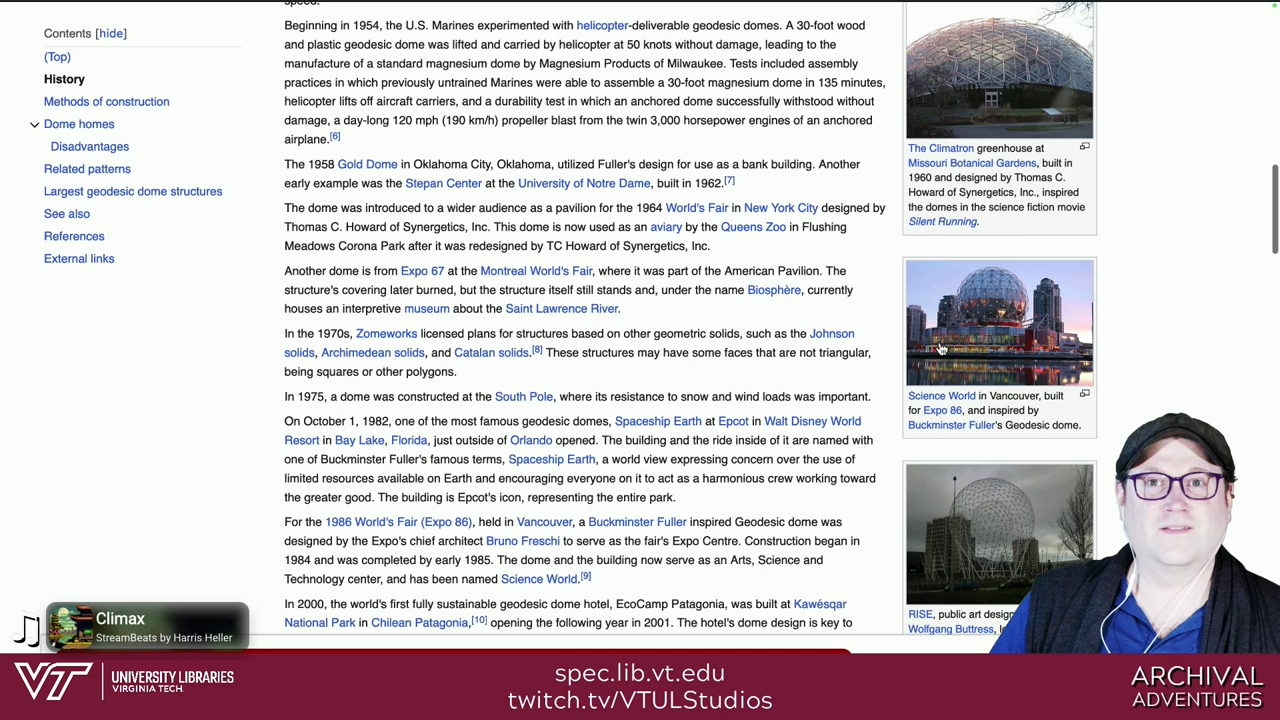 speed.
Contents [hide]
(Top)
History
Methods of construction
Dome homes
Disadvantages
Related patterns
Largest geodesic dome structures
See also
References
External links
Beginning in 1954, the U.S. Marines experimented with helicopter-deliverable geodesic domes. A 30-foot wood
and plastic geodesic dome was lifted and carried by helicopter at 50 knots without damage, leading to the
manufacture of a standard magnesium dome by Magnesium Products of Milwaukee. Tests included assembly
practices in which previously untrained Marines were able to assemble a 30-foot magnesium dome in 135 minutes,
helicopter lifts off aircraft carriers, and a durability test in which an anchored dome successfully withstood without
damage, a day-long 120 mph (190 km/h) propeller blast from the twin 3,000 horsepower engines of an anchored
airplane.[6]
The 1958 Gold Dome in Oklahoma City, Oklahoma, utilized Fuller's design for use as a bank building. Another
early example was the Stepan Center at the University of Notre Dame, built in 1962.[7]
The dome was introduced to a wider audience as a pavilion for the 1964 World's Fair in New York City designed by
Thomas C. Howard of Synergetics, Inc. This dome is now used as an aviary by the Queens Zoo in Flushing
Meadows Corona Park after it was redesigned by TC Howard of Synergetics, Inc.
Another dome is from Expo 67 at the Montreal World's Fair, where it was part of the American Pavilion. The
structure's covering later burned, but the structure itself still stands and, under the name Biosphère, currently
houses an interpretive museum about the Saint Lawrence River.
In the 1970s, Zomeworks licensed plans for structures based on other geometric solids, such as the Johnson
solids, Archimedean solids, and Catalan solids.[8] These structures may have some faces that are not triangular,
being squares or other polygons.
In 1975, a dome was constructed at the South Pole, where its resistance to snow and wind loads was important.
On October 1, 1982, one of the most famous geodesic domes, Spaceship Earth at Epcot in Walt Disney World
Resort in Bay Lake, Florida, just outside of Orlando opened. The building and the ride inside of it are named with
one of Buckminster Fuller's famous terms, Spaceship Earth, a world view expressing concern over the use of
limited resources available on Earth and encouraging everyone on it to act as a harmonious crew working toward
the greater good. The building is Epcot's icon, representing the entire park.
For the 1986 World's Fair (Expo 86), held in Vancouver, a Buckminster Fuller inspired Geodesic dome was
designed by the Expo's chief architect Bruno Freschi to serve as the fair's Expo Centre. Construction began in
1984 and was completed by early 1985. The dome and the building now serve as an Arts, Science and
Technology center, and has been named Science World.[9]
In 2000, the world's first fully sustainable geodesic dome hotel, EcoCamp Patagonia, was built at Kawésqar
National Park in Chilean Patagonia,[10] opening the following year in 2001. The hotel's dome design is key to
The Climatron greenhouse at
Missouri Botanical Gardens, built in
1960 and designed by Thomas C.
Howard of Synergetics, Inc., inspired
the domes in the science fiction movie
Silent Running.
Science World in Vancouver, built
for Expo 86, and inspired by
Buckminster Fuller's Geodesic dome.
RISE, public art
Wolfgang Buttress,
Climax
StreamBeats by Harris Heller
VT
UNIVERSITY LIBRARIES
VIRGINIA TECH.
spec.lib.vt.edu
twitch.tv/VTULStudios
ARCHIVAL
ADVENTURES